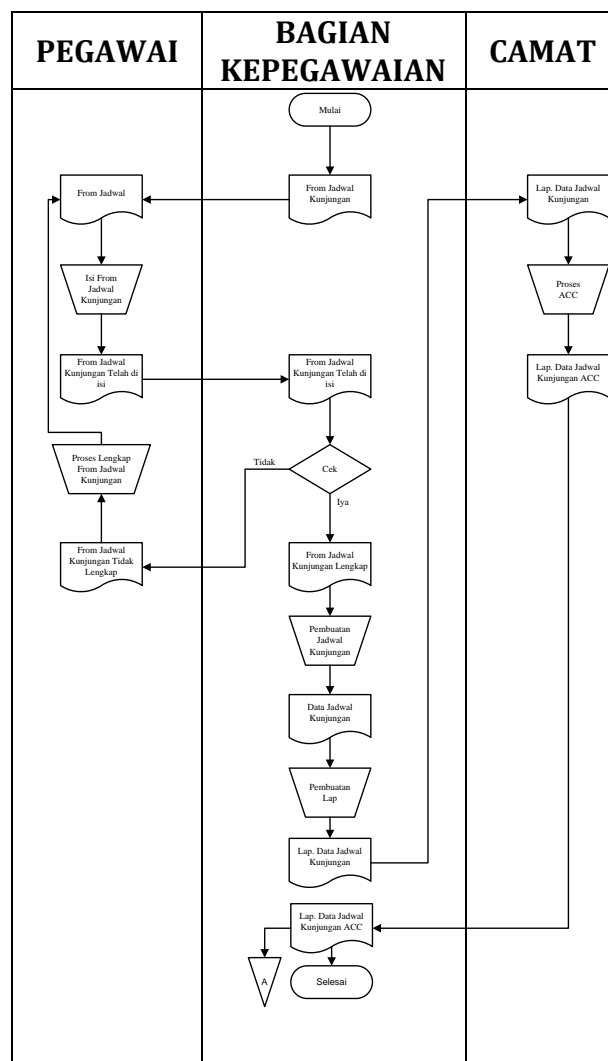 PEGAWAI
BAGIAN
KEPEGAWAIAN
CAMAT
Mulai
From Jadwal
From Jadwal
Kunjungan
Lap. Data Jadwal
Kunjungan
Isi From
Jadwal
Kunjungan
Proses
ACC
From Jadwal
Kunjungan Telah di
isi
From Jadwal
Kunjungan Telah di
isi
Lap. Data Jadwal
Kunjungan ACC
Proses Lengkap
From Jadwal
Kunjungan
Tidak
Cek
Iya
From Jadwal
Kunjungan Tidak
Lengkap
From Jadwal
Kunjungan Lengkap
Pembuatan
Jadwal
Kunjungan
Data Jadwal
Kunjungan
Pembuatan
Lap
Lap. Data Jadwal
Kunjungan
Lap. Data Jadwal
Kunjungan ACC
A
Selesai